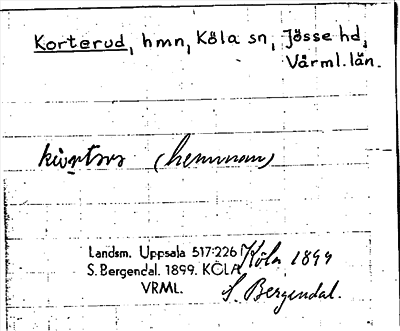 Korterud, hmn, Köla sn, Jösse hd,
Värml. län.
(hemman)
Landsm. Uppsala 517:226
S. Bergendal. 1899. KÖLA
VRML.
Köla 1899
S. Bergendal.